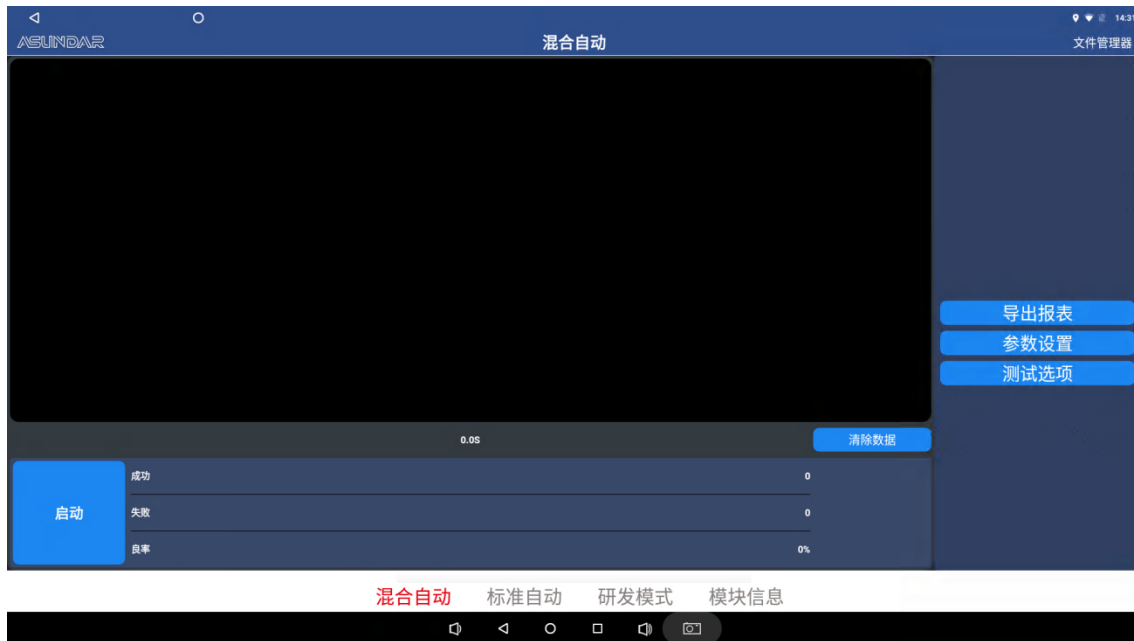 14:31
ASUNDAR
混合自动
文件管理器
导出报表
参数设置
测试选项
0.0S
清除数据
启动
成功 0
失败 0
良率 0%
混合自动 标准自动 研发模式 模块信息